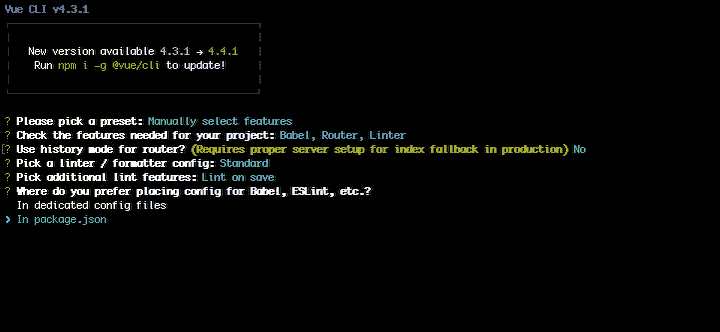 Vue CLI v4.3.1
New version available 4.3.1 → 4.4.1
Run npm i -g @vue/cli to update!
? Please pick a preset: Manually select features
? Check the features needed for your project: Babel, Router, Linter
? Use history mode for router? (Requires proper server setup for index fallback in production) No
? Pick a linter / formatter config: Standard
? Pick additional lint features: Lint on save
? Where do you prefer placing config for Babel, ESLint, etc.?
In dedicated config files
❯ In package.json